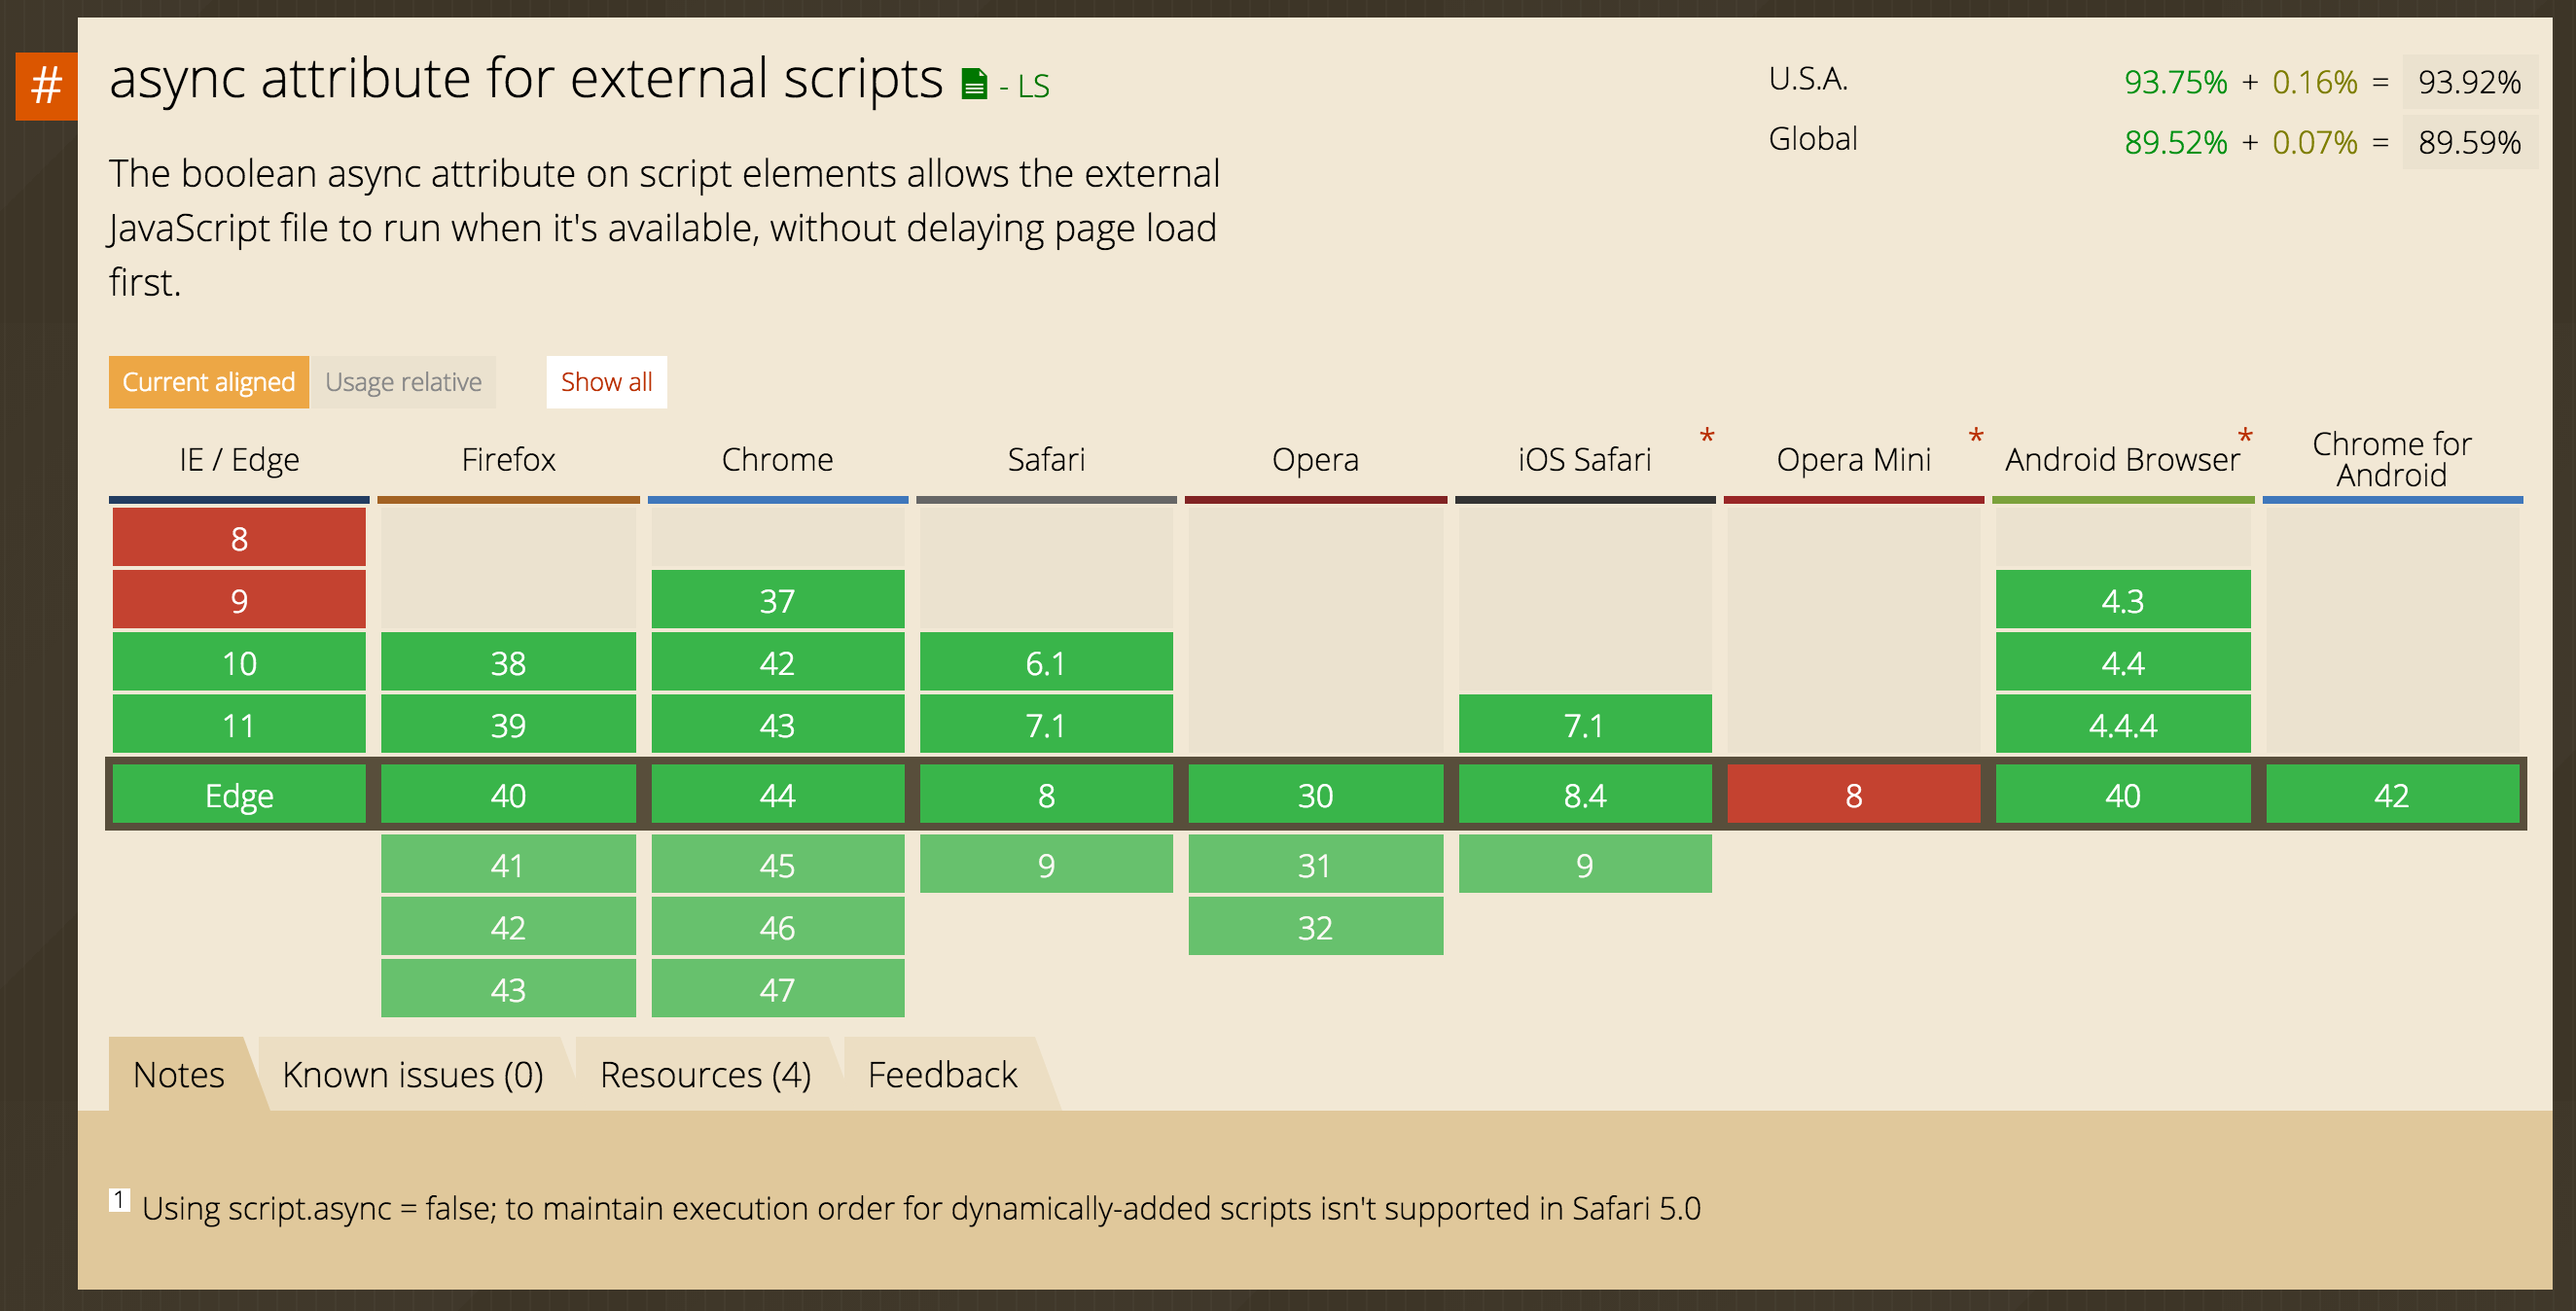 #
async attribute for external scripts - LS
U.S.A. 93.75% + 0.16% = 93.92%
Global 89.52% + 0.07% = 89.59%
The boolean async attribute on script elements allows the external
JavaScript file to run when it's available, without delaying page load
first.
Current aligned Usage relative Show all
IE / Edge Firefox Chrome Safari Opera iOS Safari * Opera Mini * Android Browser * Chrome for
Android
8
9 37 4.3
10 38 42 6.1 4.4
11 39 43 7.1 7.1 4.4.4
Edge 40 44 8 30 8.4 8 40 42
41 45 9 31 9
42 46 32
43 47
Notes Known issues (0) Resources (4) Feedback
1 Using script.async = false; to maintain execution order for dynamically-added scripts isn't supported in Safari 5.0